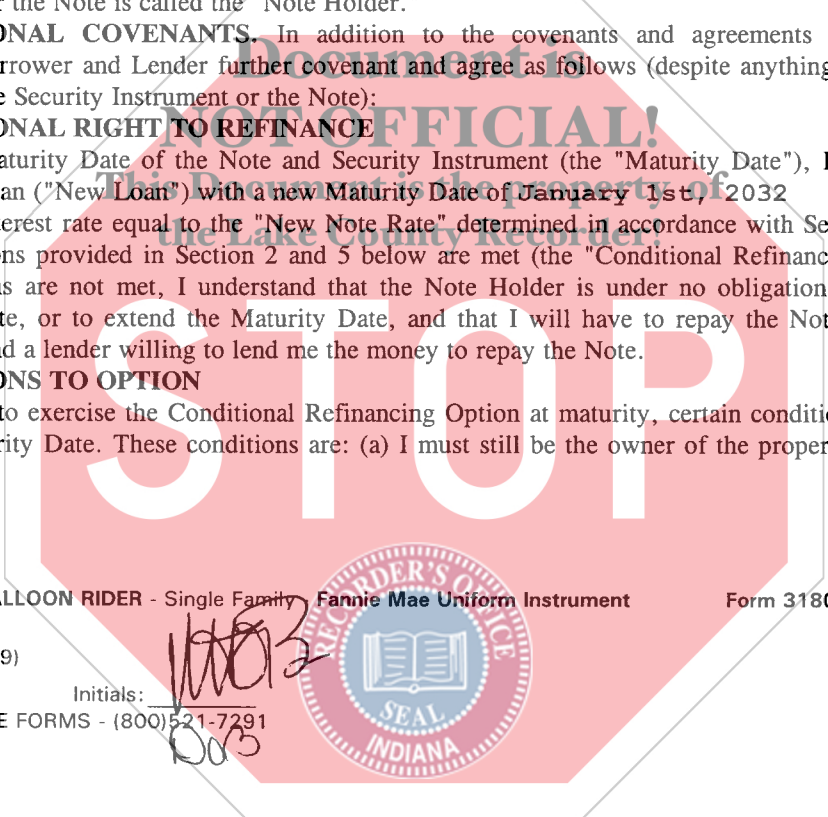 r the Note is called the "Note Holder.
ONAL COVENANTS. In addition to the covenants and agreements
rrower and Lender further covenant and agree as follows (despite anything
e Security Instrument or the Note):
ONAL RIGHT TO REFINANCE
aturity Date of the Note and Security Instrument (the "Maturity Date"), I
an ("New Loan") with a new Maturity Date of January 1st, 2032
erest rate equal to the "New Note Rate" determined in accordance with Se
ns provided in Section 2 and 5 below are met (the "Conditional Refinanc
s are not met, I understand that the Note Holder is under no obligation
te, or to extend the Maturity Date, and that I will have to repay the Not
d a lender willing to lend me the money to repay the Note.
ONS TO OPTION
to exercise the Conditional Refinancing Option at maturity, certain conditio
rity Date. These conditions are: (a) I must still be the owner of the proper
Document is
NOT OFFICIAL!
This Document is the property of
the Lake County Recorder!
STOP
ALLOON RIDER - Single Family - Fannie Mae Uniform Instrument Form 3180
9)
Initials:
E FORMS - (800)521-7291
RECORDER'S OFFICE
SEAL
INDIANA